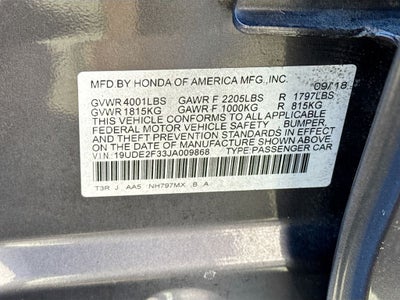 MFD.BY HONDA OF AMERICA MFG.,INC. 09/18
GVWR 4001LBS GAWR F 2205LBS R 1797LBS
GVWR 1815KG GAWR F 1000KG R 815KG
THIS VEHICLE CONFORMS TO ALL APPLICABLE
FEDERAL MOTOR VEHICLE SAFETY, BUMPER,
AND THEFT PREVENTION STANDARDS IN EFFECT
ON THE DATE OF MANUFACTURE SHOWN ABOVE.
V.I.N.:19UDE2F33JA009868 TYPE:PASSENGER CAR
T3R J AA5 NH797MX B A